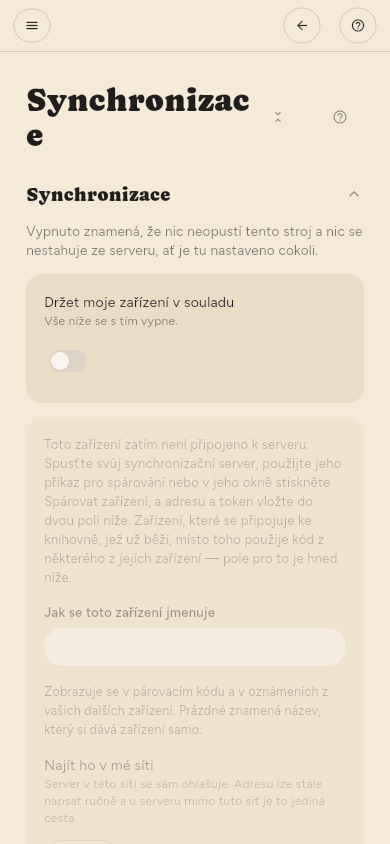 Synchronizac
e
Synchronizace
Vypnuto znamená, že nic neopustí tento stroj a nic se
nestahuje ze serveru, ať je tu nastaveno cokoli.
Držet moje zařízení v souladu
Vše níže se s tím vypne.
Toto zařízení zatím není připojeno k serveru.
Spusťte svůj synchronizační server, použijte jeho
příkaz pro spárování nebo v jeho okně stiskněte
Spárovat zařízení, a adresu a token vložte do
dvou polí níže. Zařízení, které se připojuje ke
knihovně, jež už běží, místo toho použije kód z
některého z jejích zařízení — pole pro to je hned
níže.
Jak se toto zařízení jmenuje
Zobrazuje se v párovacím kódu a v oznámeních z
vašich dalších zařízení. Prázdné znamená název,
který si dává zařízení samo.
Najít ho v mé síti
Server v této síti se sám ohlašuje. Adresu lze stále
napsat ručně a u serveru mimo tuto síť je to jediná
cesta.